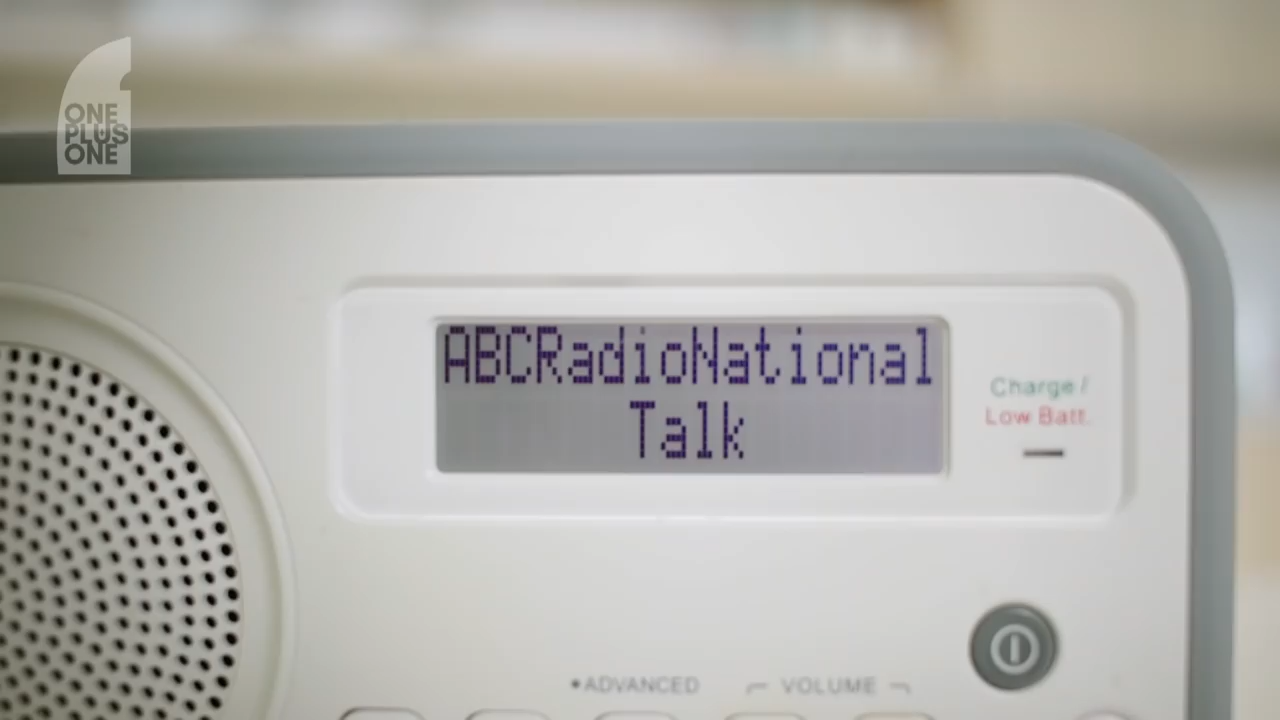 ONE
PLUS
ONE
ABCRadioNational
Talk
Charge /
Low Batt.
•ADVANCED
VOLUME